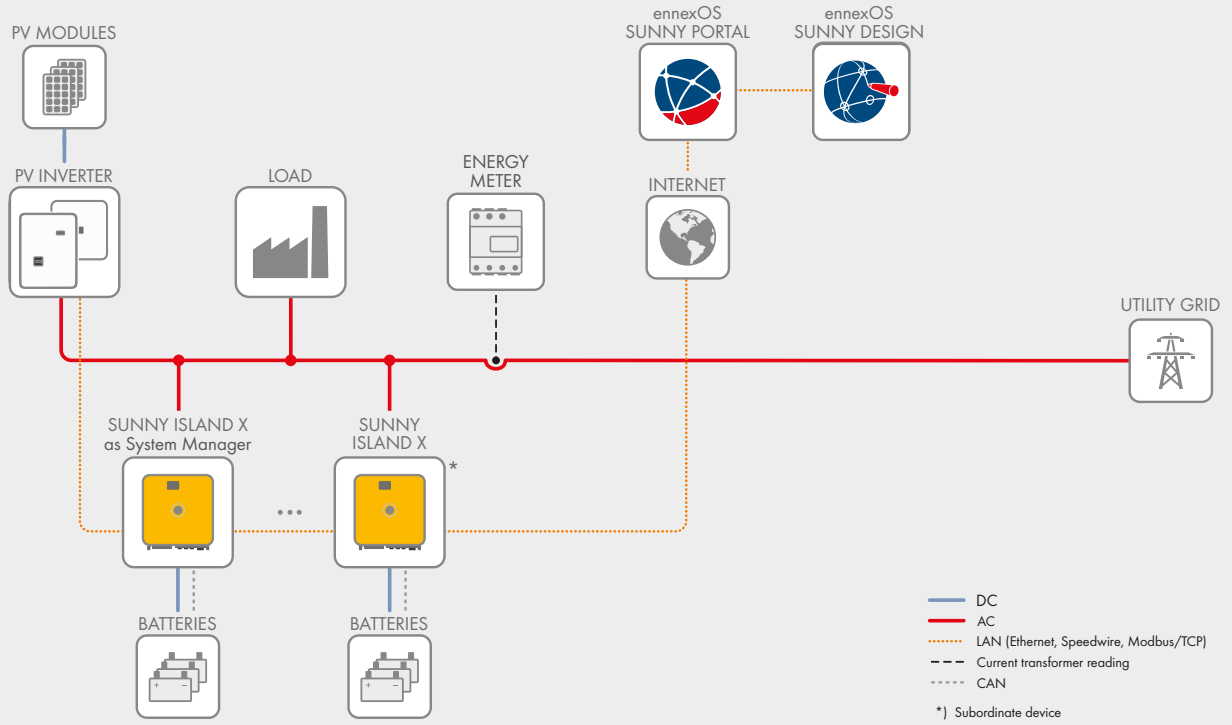 ennexOS
SUNNY PORTAL
ennexOS
SUNNY DESIGN
PV MODULES
PV INVERTER
LOAD
ENERGY
METER
INTERNET
UTILITY GRID
SUNNY ISLAND X
as System Manager
SUNNY
ISLAND X
*
...
BATTERIES
BATTERIES
DC
AC
LAN (Ethernet, Speedwire, Modbus/TCP)
Current transformer reading
CAN
*) Subordinate device